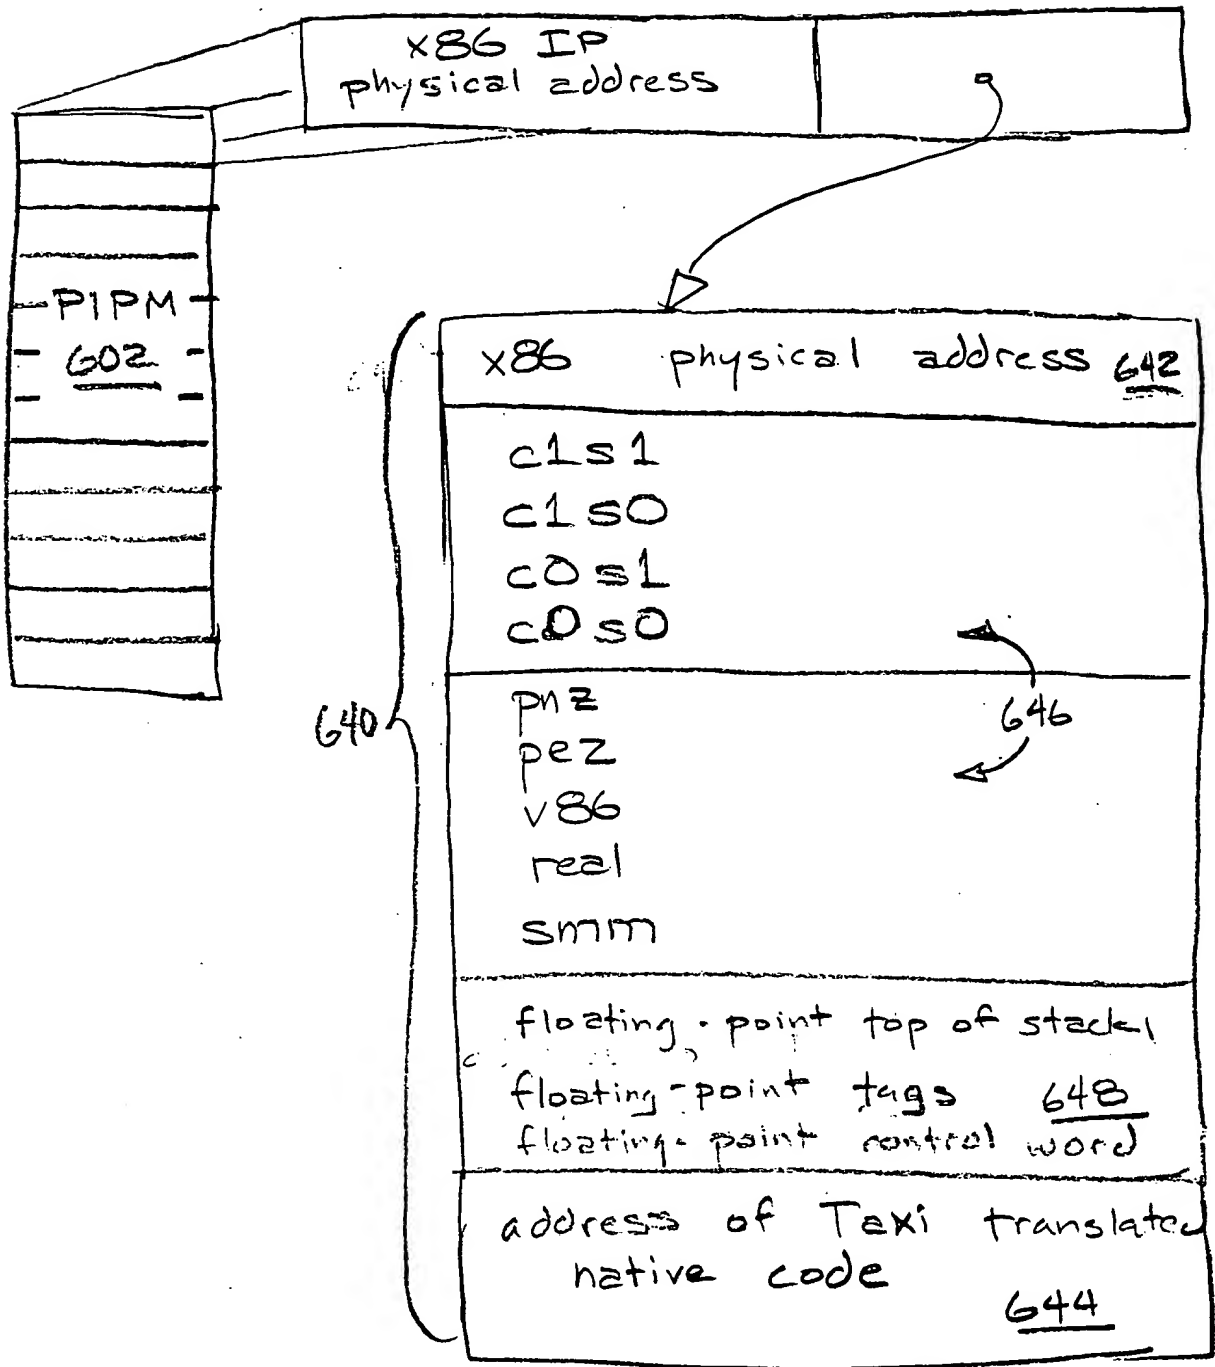 x86 IP
physical address
PIPM
602
x86 physical address 642
c1s1
c1s0
c0s1
c0s0
646
pnz
pez
v86
real
smm
640
floating-point top of stack
floating-point tags 648
floating-point control word
address of Taxi translated
native code
644